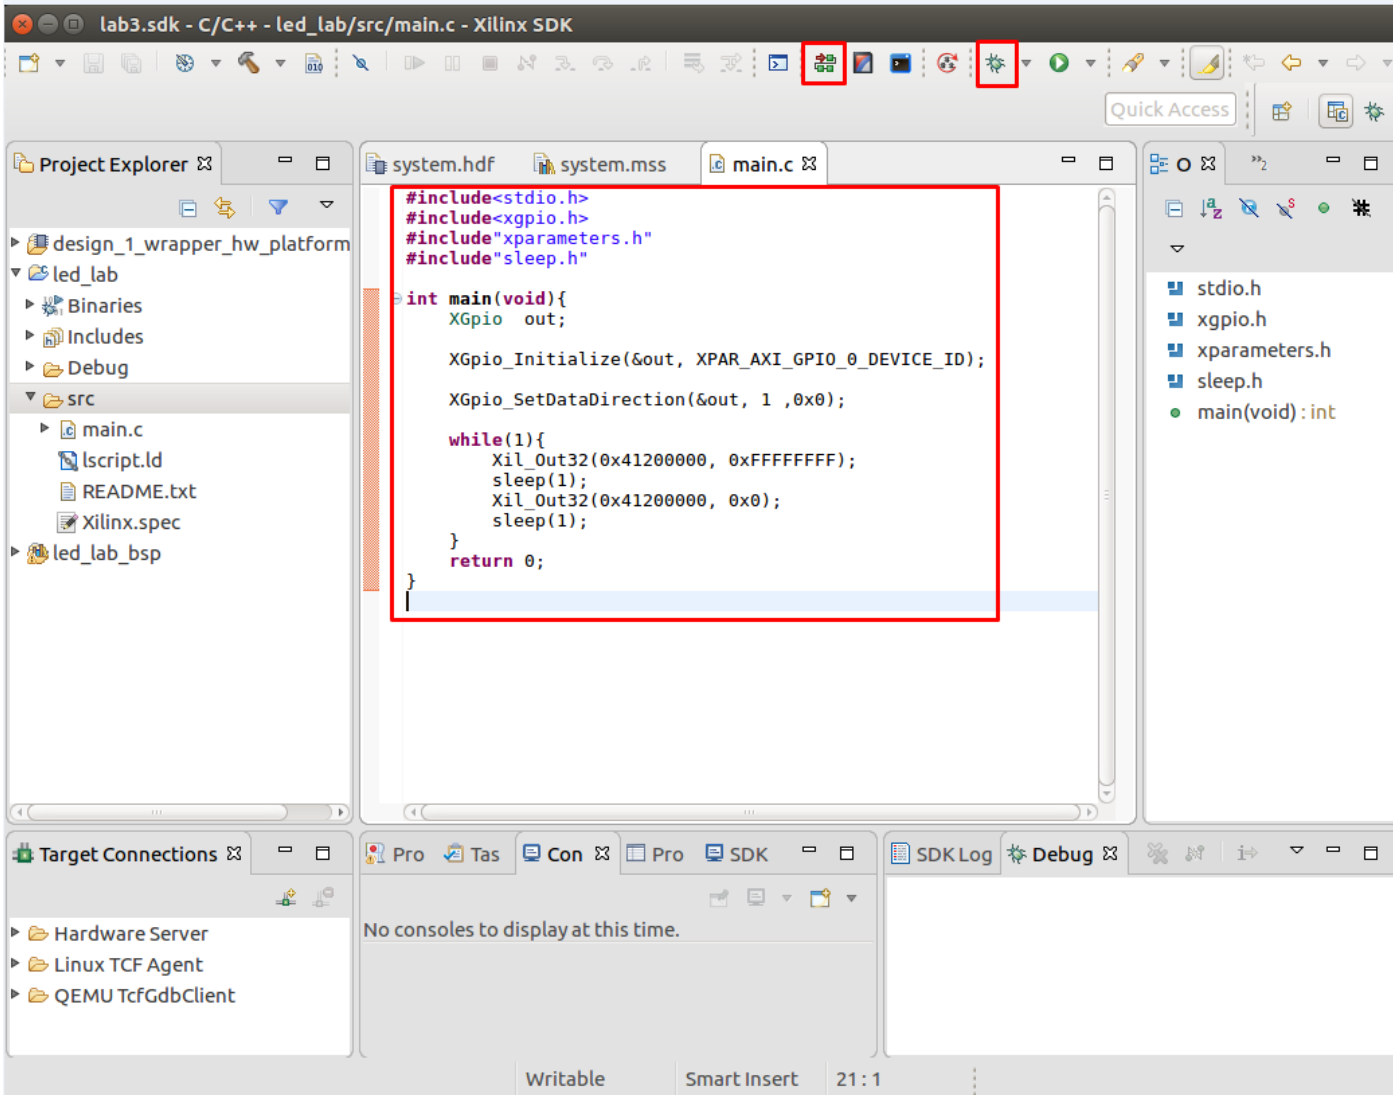 lab3.sdk - C/C++ - led_lab/src/main.c - Xilinx SDK
010
Quick Access
Project Explorer
system.hdf
system.mss
main.c
O
»2
design_1_wrapper_hw_platform
led_lab
Binaries
Includes
Debug
src
main.c
lscript.ld
README.txt
Xilinx.spec
led_lab_bsp
#include<stdio.h>
#include<xgpio.h>
#include"xparameters.h"
#include"sleep.h"
int main(void){
XGpio  out;
XGpio_Initialize(&out, XPAR_AXI_GPIO_0_DEVICE_ID);
XGpio_SetDataDirection(&out, 1 ,0x0);
while(1){
Xil_Out32(0x41200000, 0xFFFFFFFF);
sleep(1);
Xil_Out32(0x41200000, 0x0);
sleep(1);
}
return 0;
}
stdio.h
xgpio.h
xparameters.h
sleep.h
main(void) : int
Target Connections
Hardware Server
Linux TCF Agent
QEMU TcfGdbClient
Pro
Tas
Con
Pro
SDK
No consoles to display at this time.
SDK Log
Debug
Writable
Smart Insert
21 : 1